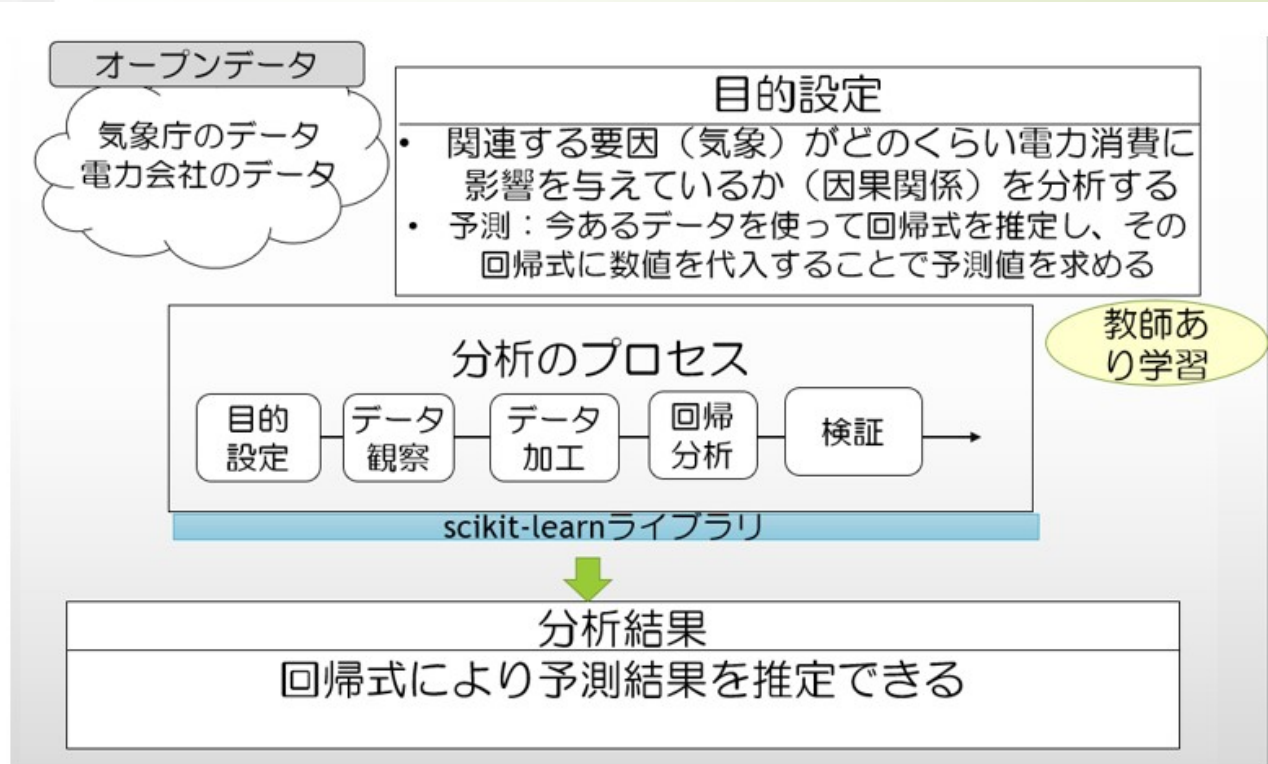 オープンデータ
気象庁のデータ
電力会社のデータ
目的設定
• 関連する要因（気象）がどのくらい電力消費に
影響を与えているか（因果関係）を分析する
• 予測：今あるデータを使って回帰式を推定し、その
回帰式に数値を代入することで予測値を求める
教師あ
り学習
分析のプロセス
目的
設定
データ
観察
データ
加工
回帰
分析
検証
scikit-learnライブラリ
分析結果
回帰式により予測結果を推定できる